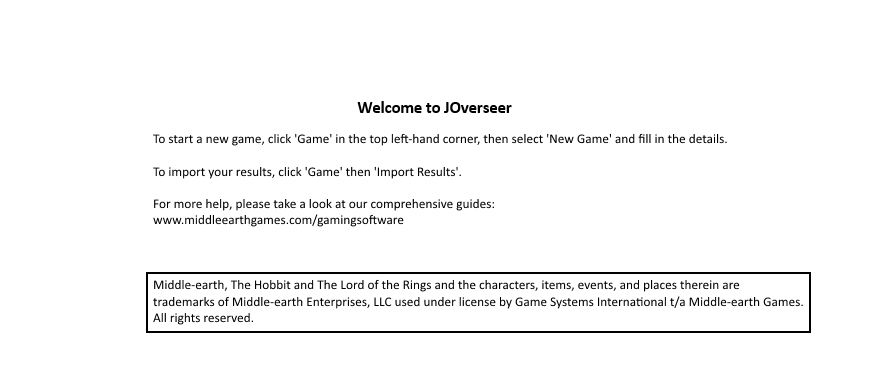 Welcome to JOverseer
To start a new game, click 'Game' in the top left-hand corner, then select 'New Game' and fill in the details.
To import your results, click 'Game' then 'Import Results'.
For more help, please take a look at our comprehensive guides:
www.middleearthgames.com/gamingsoftware
Middle-earth, The Hobbit and The Lord of the Rings and the characters, items, events, and places therein are
trademarks of Middle-earth Enterprises, LLC used under license by Game Systems International t/a Middle-earth Games.
All rights reserved.